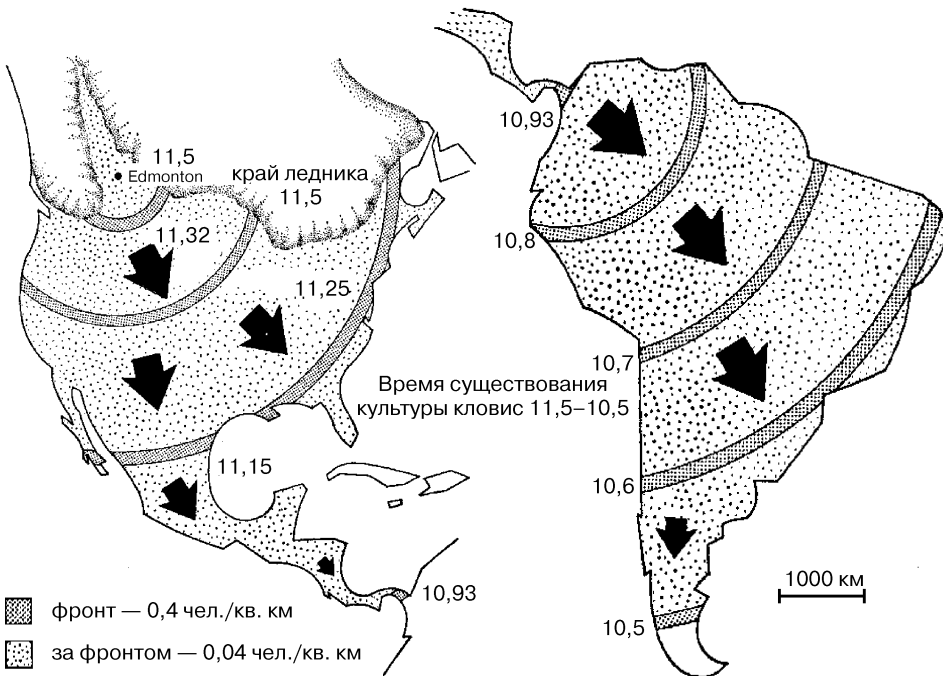 11,5
Edmonton
край ледника
11,5
11,32
11,25
11,15
10,93
10,93
10,8
10,7
10,6
10,5
Время существования
культуры кловис 11,5–10,5
1000 км
фронт — 0,4 чел./кв. км
за фронтом — 0,04 чел./кв. км